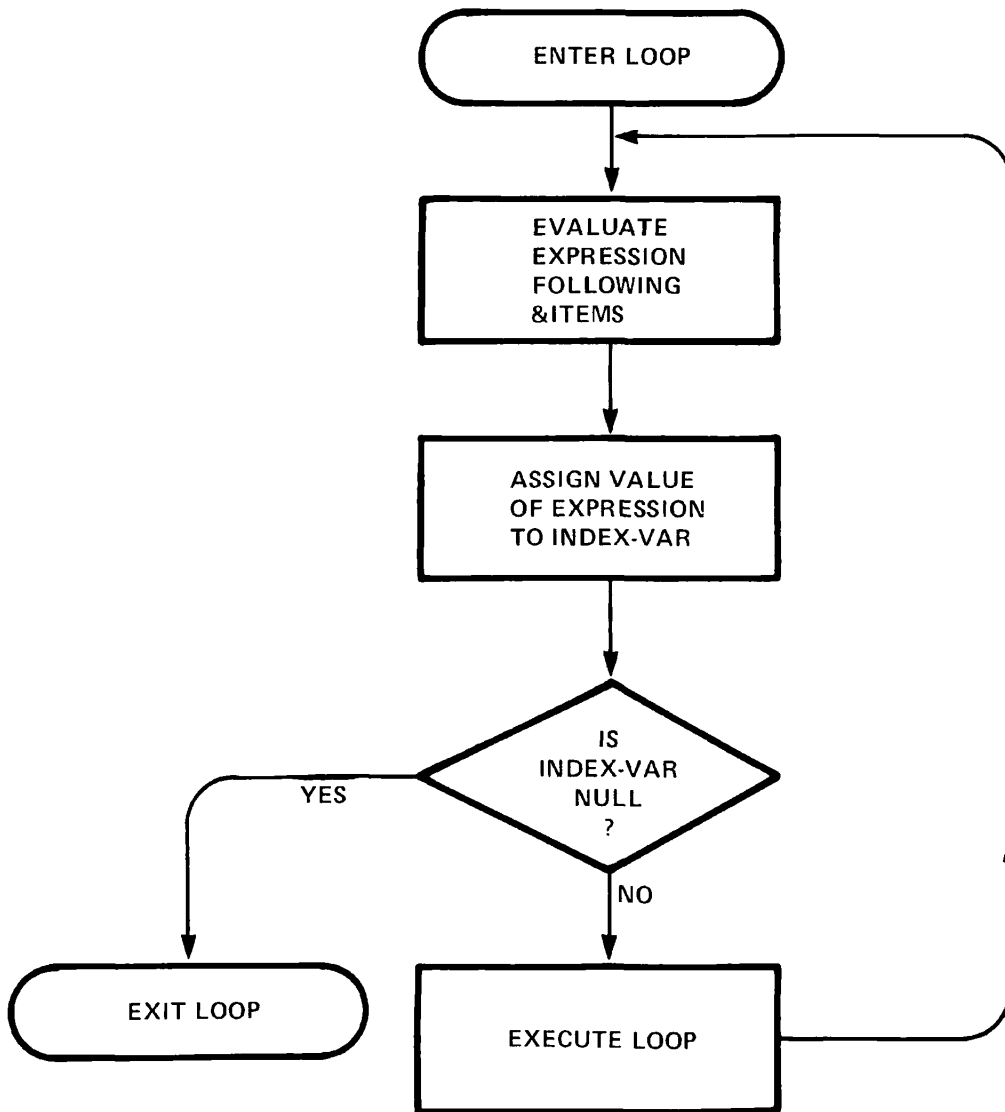 ENTER LOOP
EVALUATE
EXPRESSION
FOLLOWING
&ITEMS
ASSIGN VALUE
OF EXPRESSION
TO INDEX-VAR
IS
INDEX-VAR
NULL
?
YES
NO
EXIT LOOP
EXECUTE LOOP